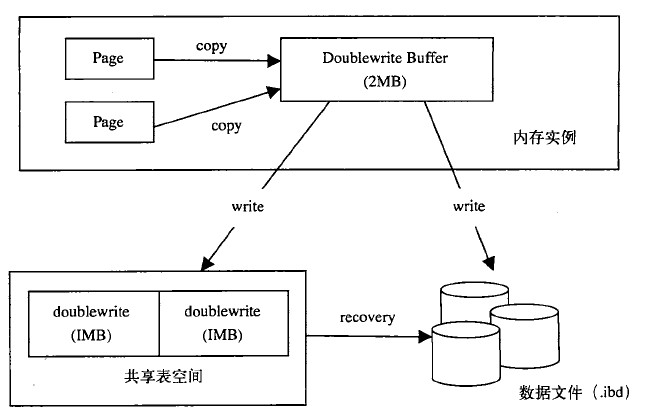 Page
copy
Doublewrite Buffer
(2MB)
Page
copy
内存实例
write
write
doublewrite
(IMB)
doublewrite
(IMB)
recovery
共享表空间
数据文件（.ibd）